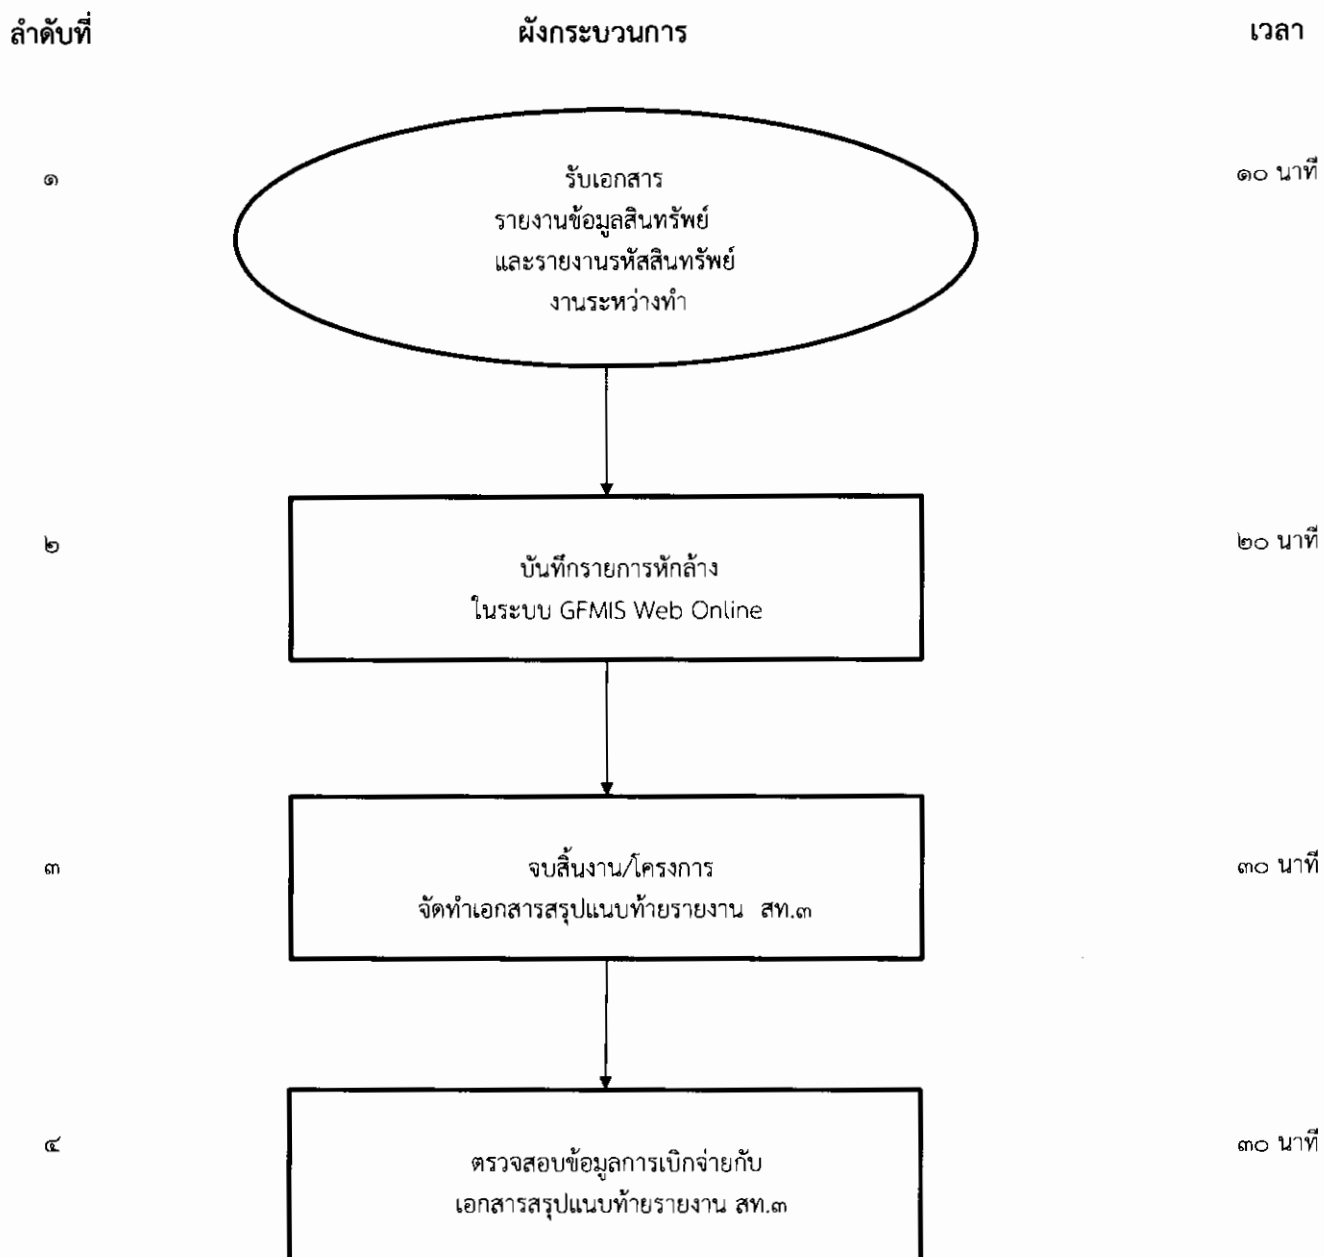 ลำดับที่ ผังกระบวนการ เวลา
๑ รับเอกสาร ๑๐ นาที
รายงานข้อมูลสินทรัพย์
และรายงานรหัสสินทรัพย์
งานระหว่างทำ
๒ บันทึกรายการหักล้าง ๒๐ นาที
ในระบบ GFMIS Web Online
๓ จบสิ้นงาน/โครงการ ๓๐ นาที
จัดทำเอกสารสรุปแนบท้ายรายงาน สท.๓
๔ ตรวจสอบข้อมูลการเบิกจ่ายกับ ๓๐ นาที
เอกสารสรุปแนบท้ายรายงาน สท.๓